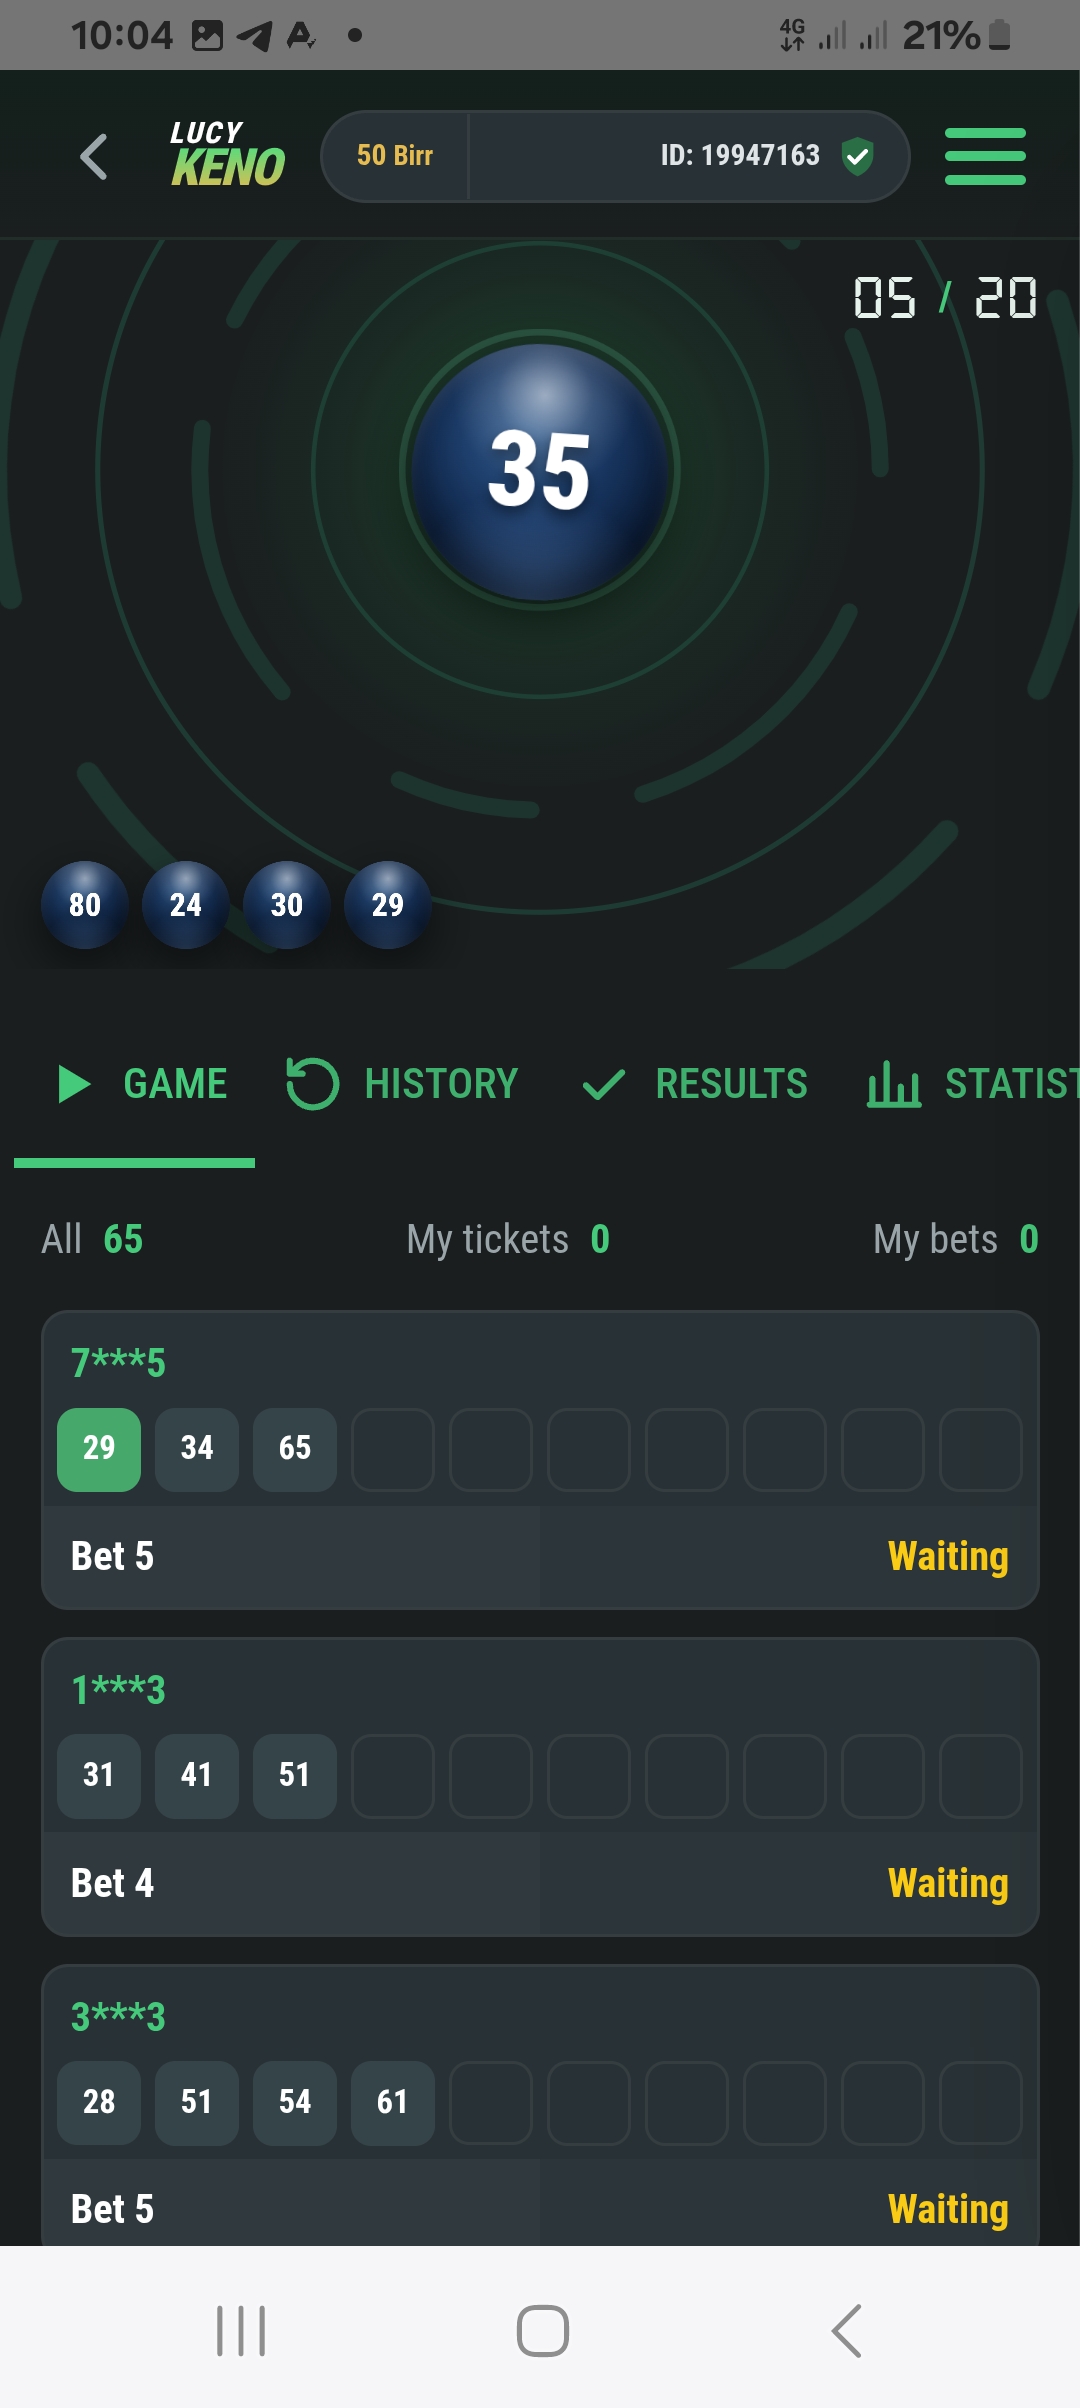 10:04
4G
21%
LUCY
KENO
50 Birr
ID: 19947163
05 / 20
35
80 24 30 29
GAME HISTORY RESULTS STATIST
All 65 My tickets 0 My bets 0
7***5
29 34 65
Bet 5 Waiting
1***3
31 41 51
Bet 4 Waiting
3***3
28 51 54 61
Bet 5 Waiting